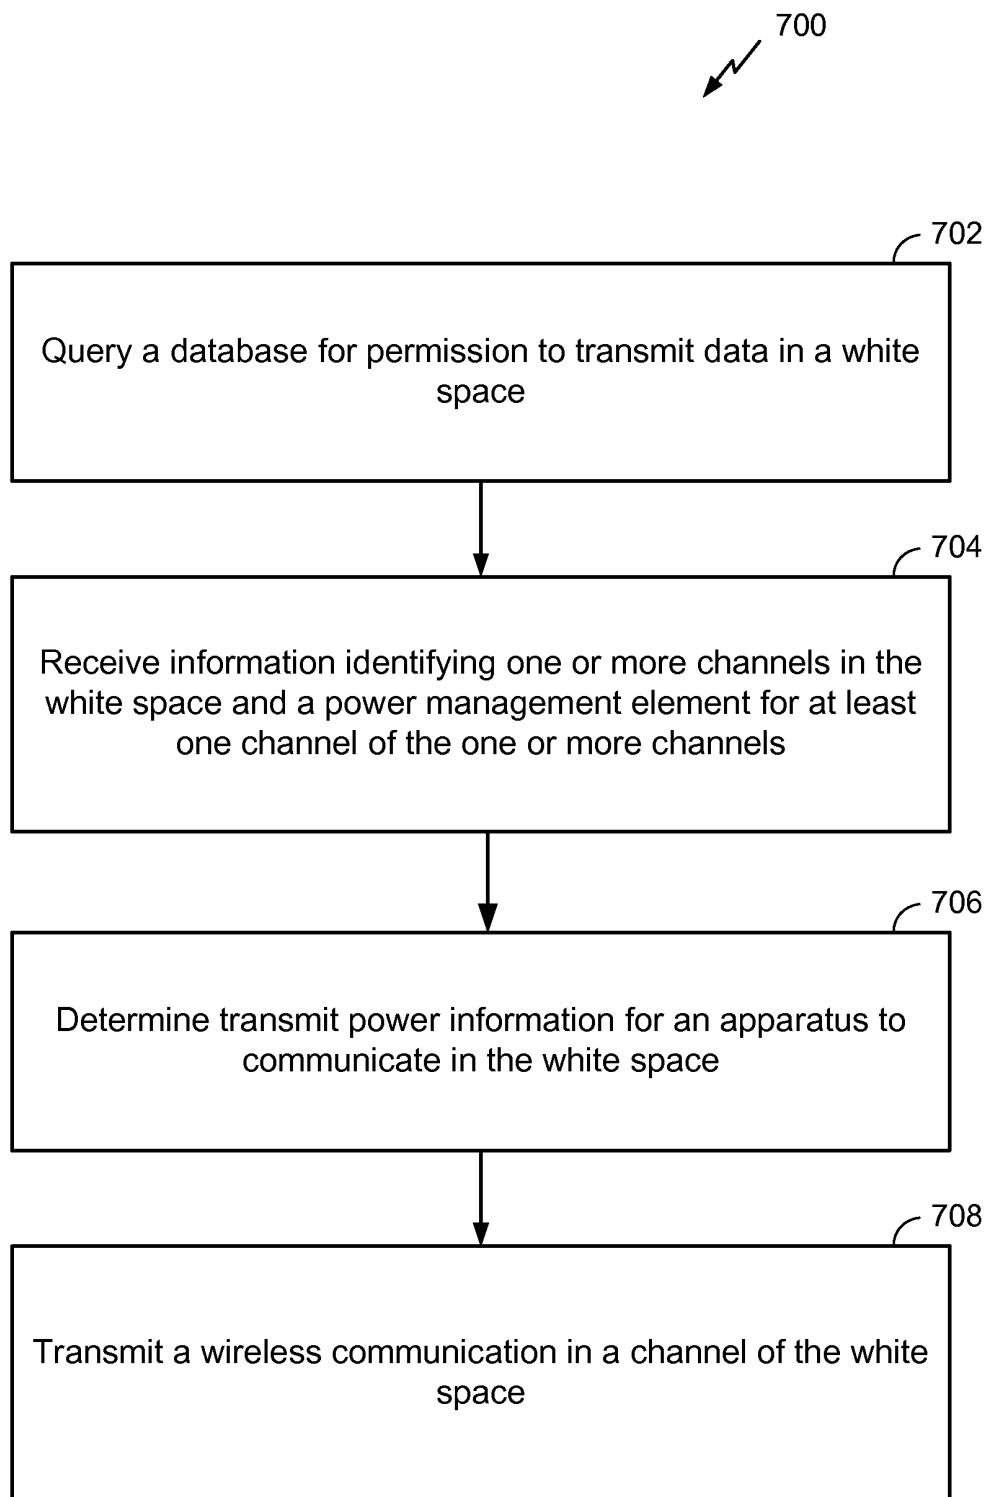 700
702
Query a database for permission to transmit data in a white
space
704
Receive information identifying one or more channels in the
white space and a power management element for at least
one channel of the one or more channels
706
Determine transmit power information for an apparatus to
communicate in the white space
708
Transmit a wireless communication in a channel of the white
space